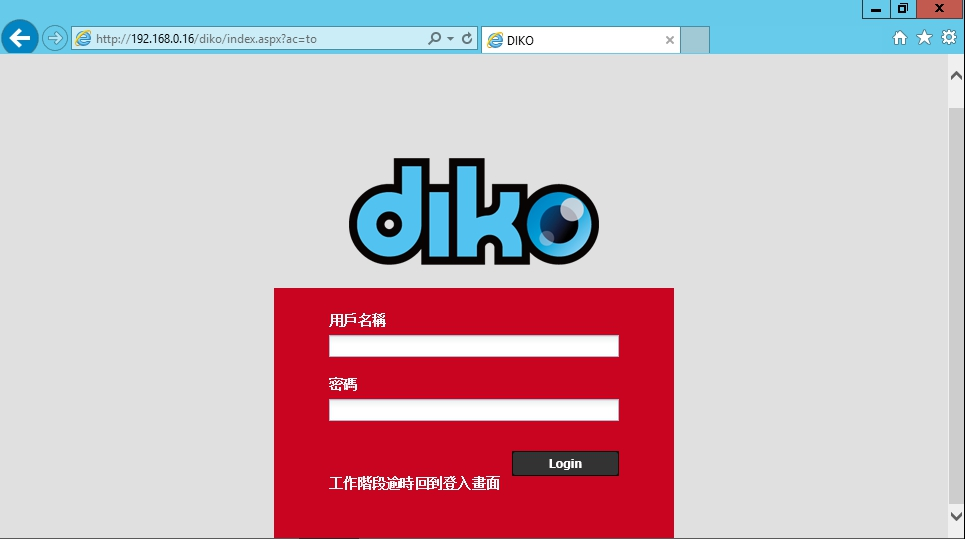 http://192.168.0.16/diko/index.aspx?ac=to
DIKO
diko
用戶名稱
密碼
Login
工作階段逾時回到登入畫面